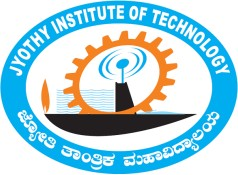 JYOTHY INSTITUTE OF TECHNOLOGY
ಜ್ಯೋತಿ ತಾಂತ್ರಿಕ ಮಹಾವಿದ್ಯಾಲಯ